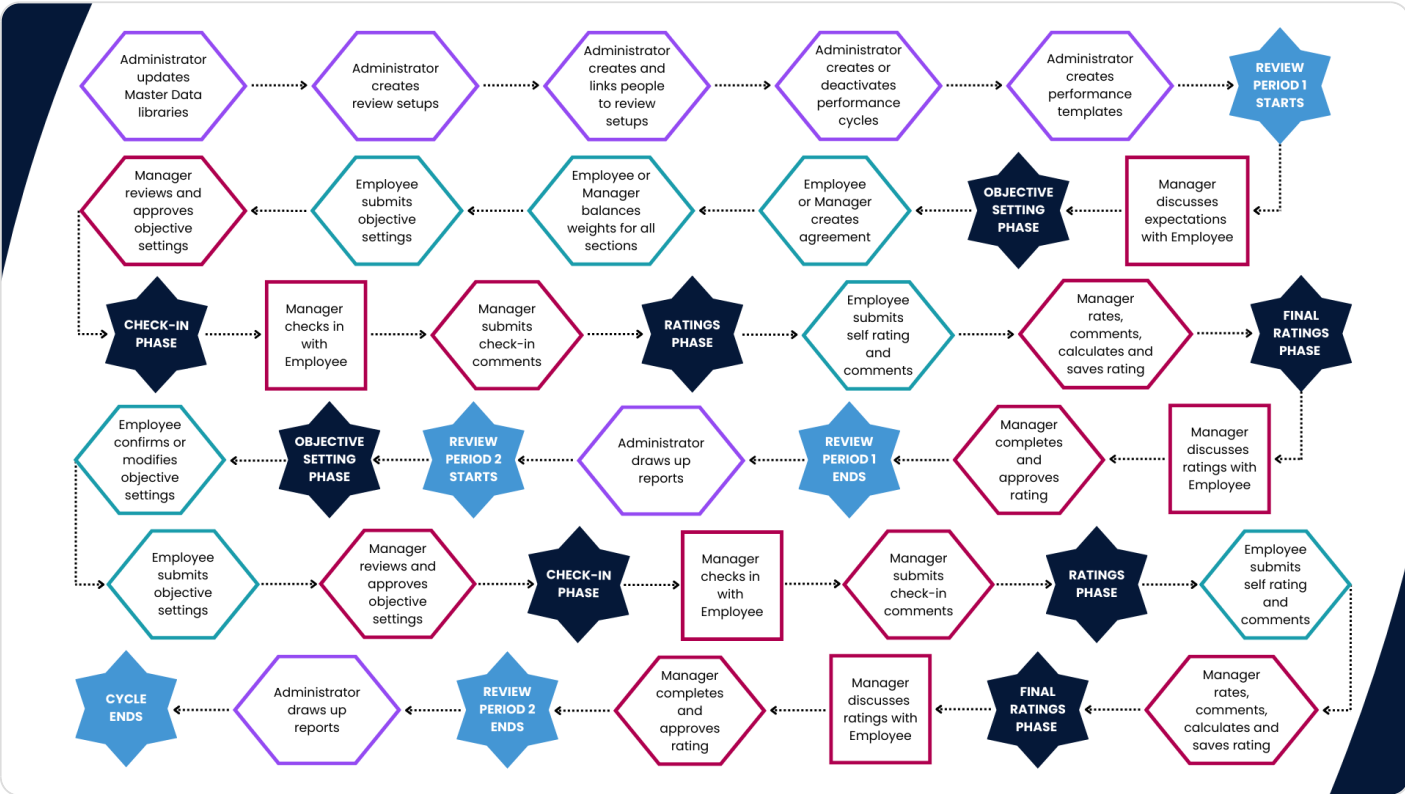 Administrator
updates
Master Data
libraries
Administrator
creates
review setups
Administrator
creates and
links people
to review
setups
Administrator
creates or
deactivates
performance
cycles
Administrator
creates
performance
templates
REVIEW
PERIOD 1
STARTS
Manager
discusses
expectations
with Employee
OBJECTIVE
SETTING
PHASE
Employee
or Manager
creates
agreement
Employee or
Manager
balances
weights for all
sections
Employee
submits
objective
settings
Manager
reviews and
approves
objective
settings
CHECK-IN
PHASE
Manager
checks in
with
Employee
Manager
submits
check-in
comments
RATINGS
PHASE
Employee
submits
self rating
and
comments
Manager
rates,
comments,
calculates and
saves rating
FINAL
RATINGS
PHASE
Manager
discusses
ratings with
Employee
Manager
completes
and
approves
rating
REVIEW
PERIOD 1
ENDS
Administrator
draws up
reports
REVIEW
PERIOD 2
STARTS
OBJECTIVE
SETTING
PHASE
Employee
confirms or
modifies
objective
settings
Employee
submits
objective
settings
Manager
reviews and
approves
objective
settings
CHECK-IN
PHASE
Manager
checks in
with
Employee
Manager
submits
check-in
comments
RATINGS
PHASE
Employee
submits
self rating
and
comments
Manager
rates,
comments,
calculates and
saves rating
FINAL
RATINGS
PHASE
Manager
discusses
ratings with
Employee
Manager
completes
and
approves
rating
REVIEW
PERIOD 2
ENDS
Administrator
draws up
reports
CYCLE
ENDS